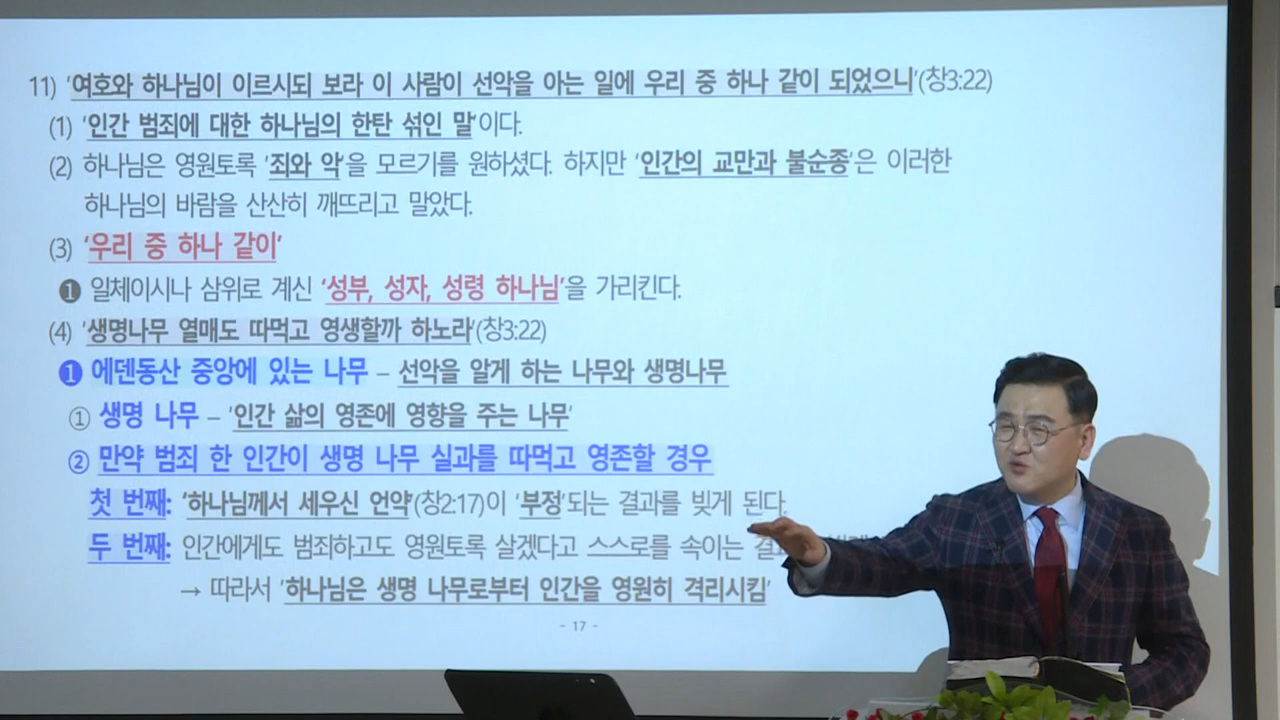 11) '여호와 하나님이 이르시되 보라 이 사람이 선악을 아는 일에 우리 중 하나 같이 되었으니'(창3:22)
(1) '인간 범죄에 대한 하나님의 한탄 섞인 말'이다.
(2) 하나님은 영원토록 '죄와 악'을 모르기를 원하셨다. 하지만 '인간의 교만과 불순종'은 이러한
하나님의 바람을 산산히 깨뜨리고 말았다.
(3) '우리 중 하나 같이'
❶ 일체이시나 삼위로 계신 '성부, 성자, 성령 하나님'을 가리킨다.
(4) '생명나무 열매도 따먹고 영생할까 하노라'(창3:22)
❶ 에덴동산 중앙에 있는 나무 – 선악을 알게 하는 나무와 생명나무
① 생명 나무 – '인간 삶의 영존에 영향을 주는 나무'
② 만약 범죄 한 인간이 생명 나무 실과를 따먹고 영존할 경우
첫 번째: '하나님께서 세우신 언약'(창2:17)이 '부정'되는 결과를 빚게 된다.
두 번째: 인간에게도 범죄하고도 영원토록 살겠다고 스스로를 속이는
→ 따라서 '하나님은 생명 나무로부터 인간을 영원히 격리시킴'
- 17 -